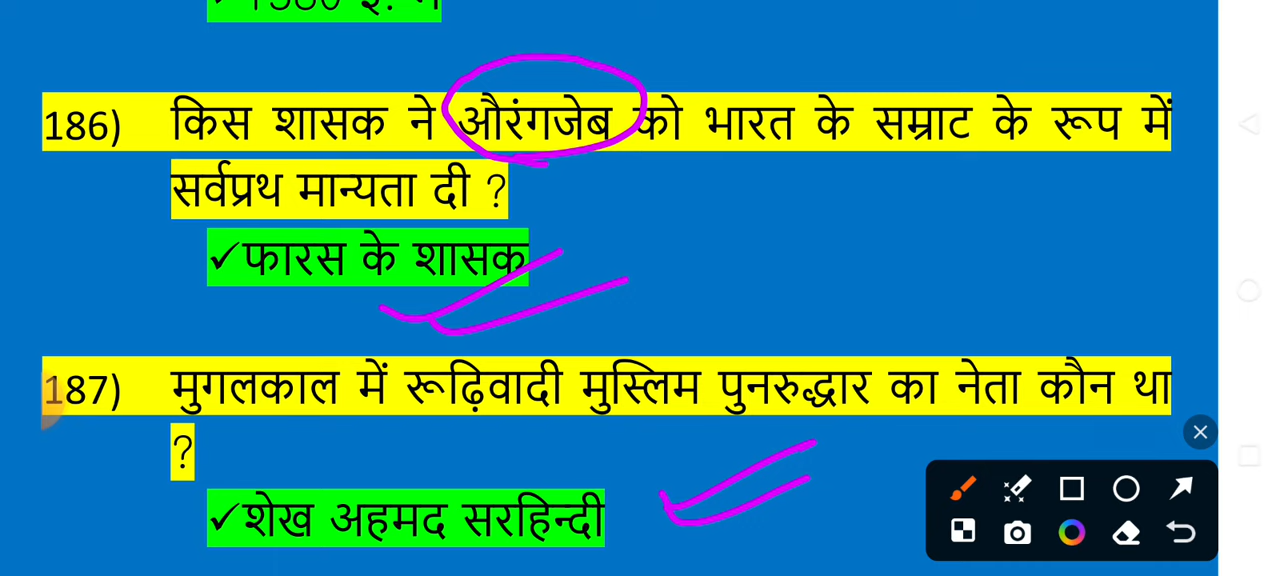 186) किस शासक ने औरंगजेब को भारत के सम्राट के रूप में
सर्वप्रथ मान्यता दी ?
✓फारस के शासक
187) मुगलकाल में रूढ़िवादी मुस्लिम पुनरुद्धार का नेता कौन था
?
✓शेख अहमद सरहिन्दी